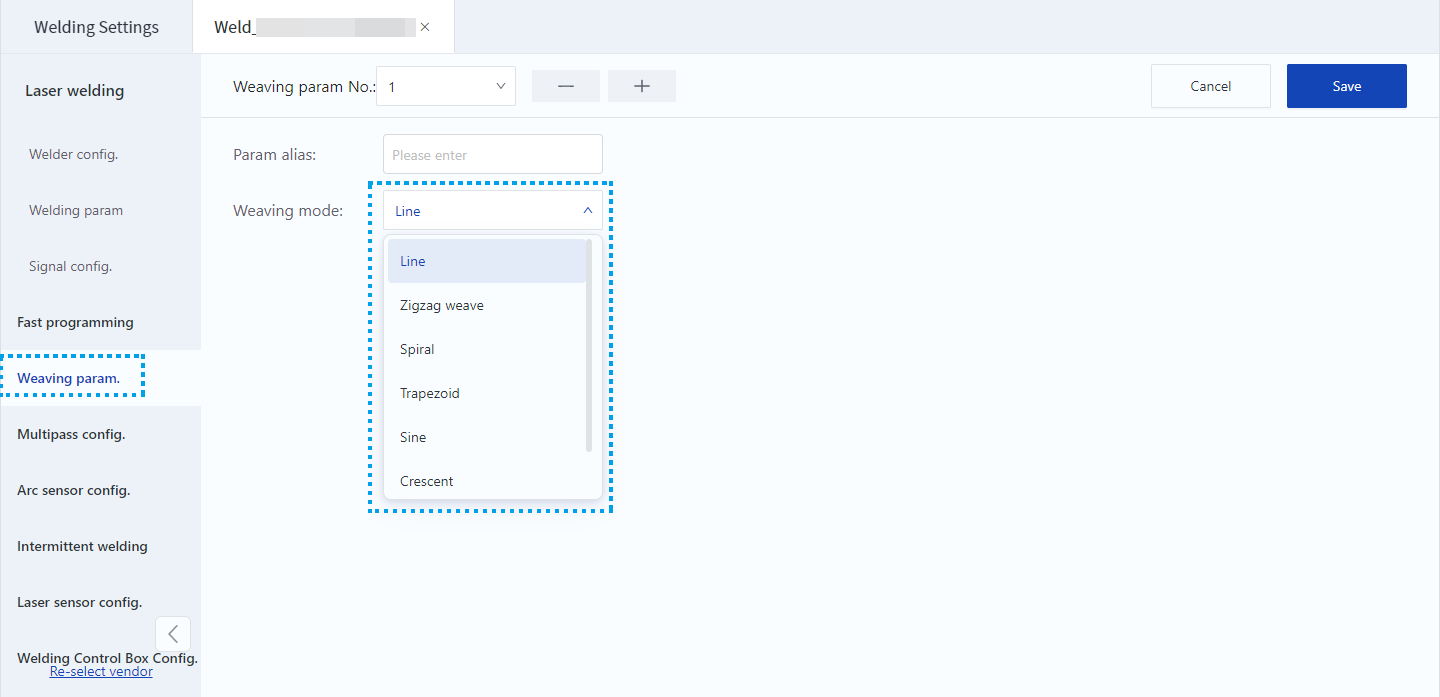 Welding Settings
Weld_
Laser welding
Welder config.
Welding param
Signal config.
Fast programming
Weaving param.
Multipass config.
Arc sensor config.
Intermittent welding
Laser sensor config.
Welding Control Box Config.
Re-select vendor
Weaving param No.: 1
Cancel
Save
Param alias: Please enter
Weaving mode: Line
Line
Zigzag weave
Spiral
Trapezoid
Sine
Crescent